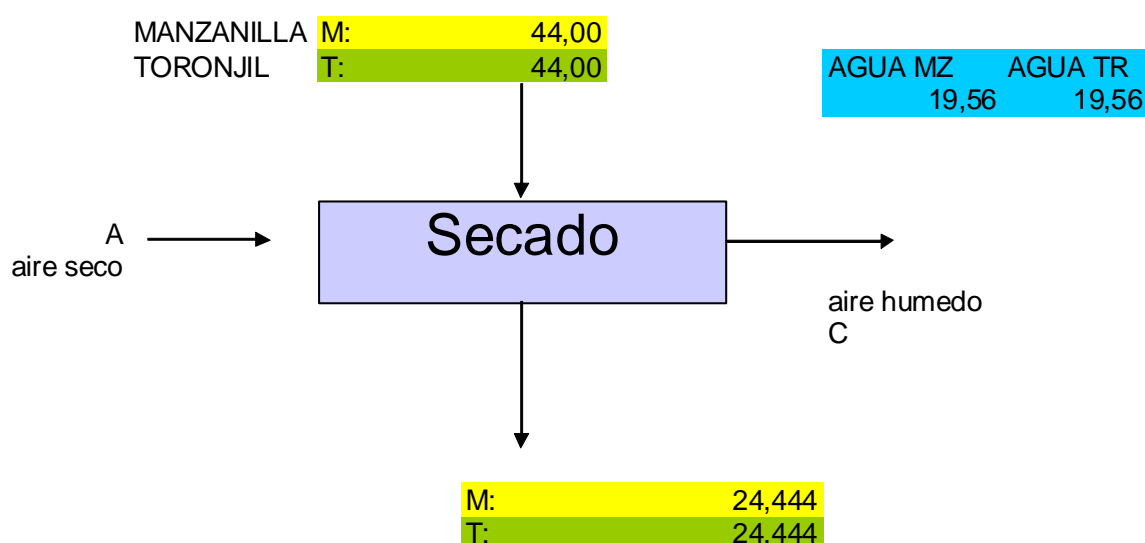 MANZANILLA M: 44,00
TORONJIL T: 44,00
AGUA MZ AGUA TR
19,56 19,56
Secado
A
aire seco
aire humedo
C
M: 24,444
T: 24,444